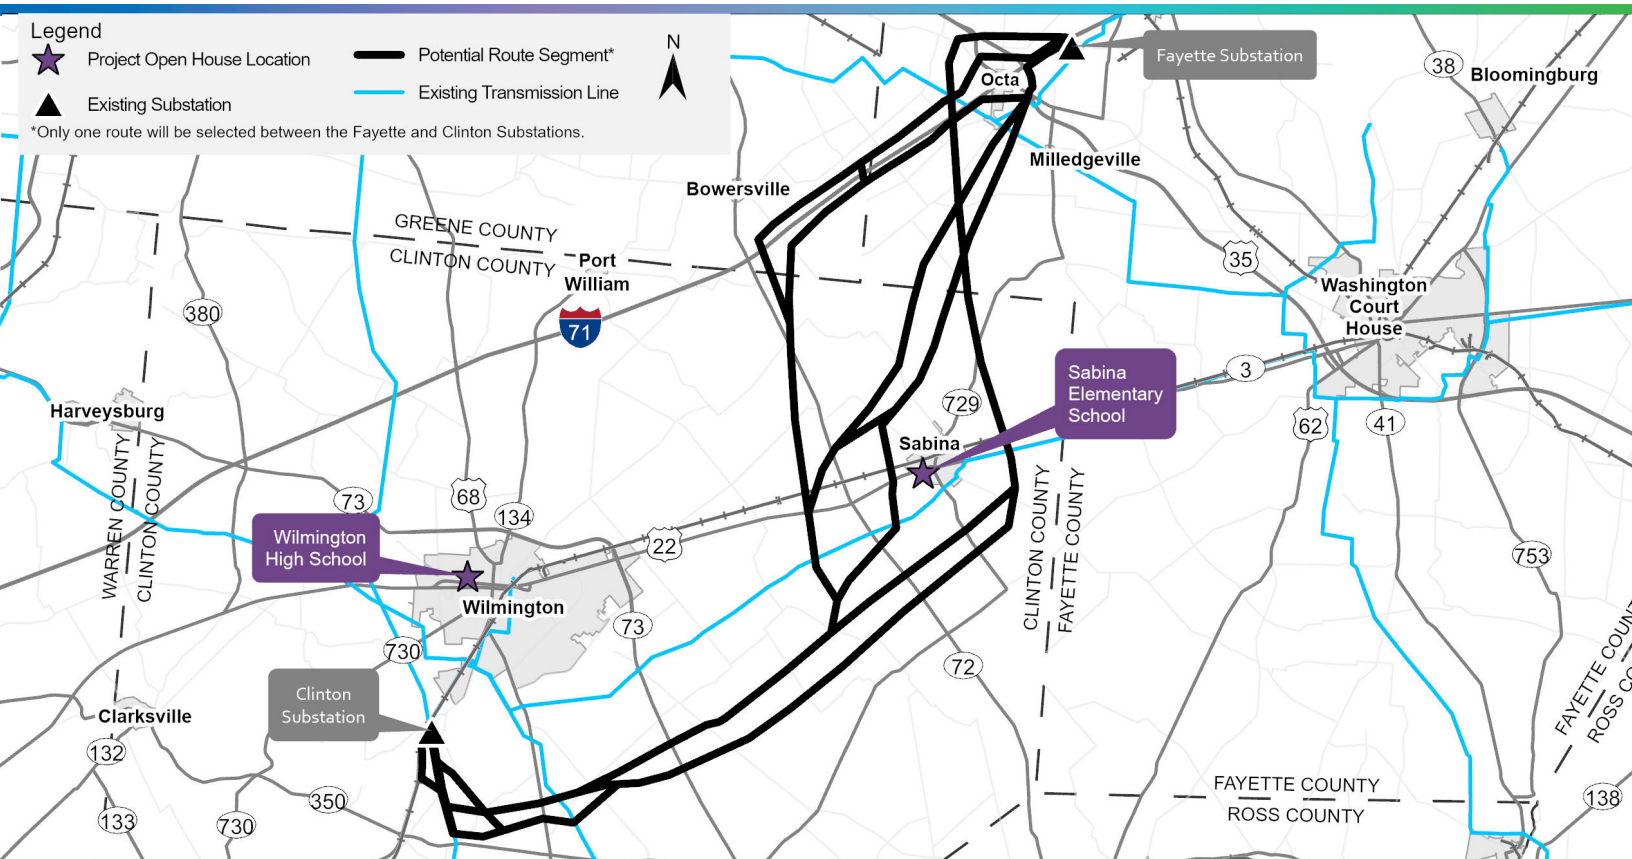 Legend
Project Open House Location
Existing Substation
Potential Route Segment*
Existing Transmission Line
*Only one route will be selected between the Fayette and Clinton Substations.
N
Octa
Fayette Substation
38
Bloomingburg
Milledgeville
Bowersville
GREENE COUNTY
CLINTON COUNTY
Port
William
35
Washington
Court
House
380
71
3
Sabina
Elementary
School
729
Harveysburg
62
41
Sabina
WARREN COUNTY
CLINTON COUNTY
73
68
134
22
Wilmington
High School
CLINTON COUNTY
FAYETTE COUNTY
753
Wilmington
73
730
72
Clinton
Substation
Clarksville
132
350
133
730
FAYETTE COUNTY
ROSS COUNTY
138
FAYETTE COUNT
ROSS CO